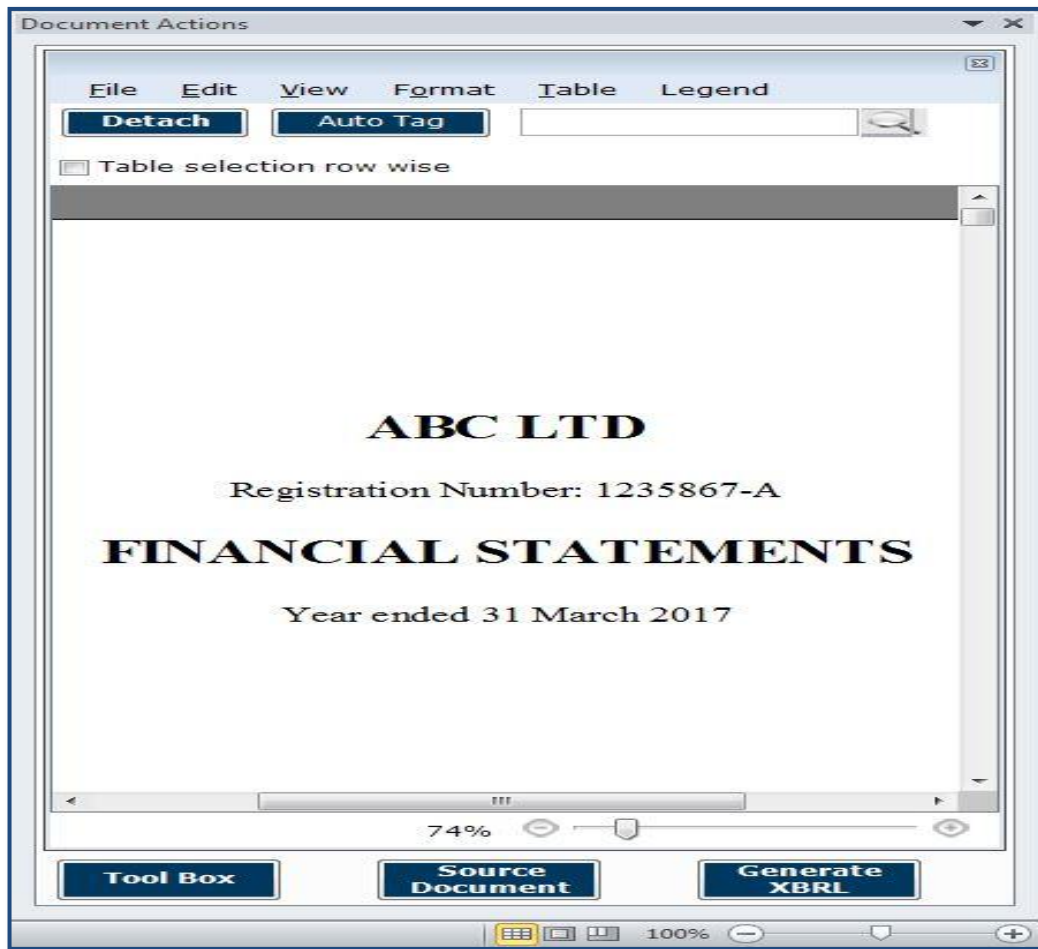 Document Actions
File Edit View Format Table Legend
Detach Auto Tag
Table selection row wise
ABC LTD
Registration Number: 1235867-A
FINANCIAL STATEMENTS
Year ended 31 March 2017
74%
Tool Box
Source
Document
Generate
XBRL
100%